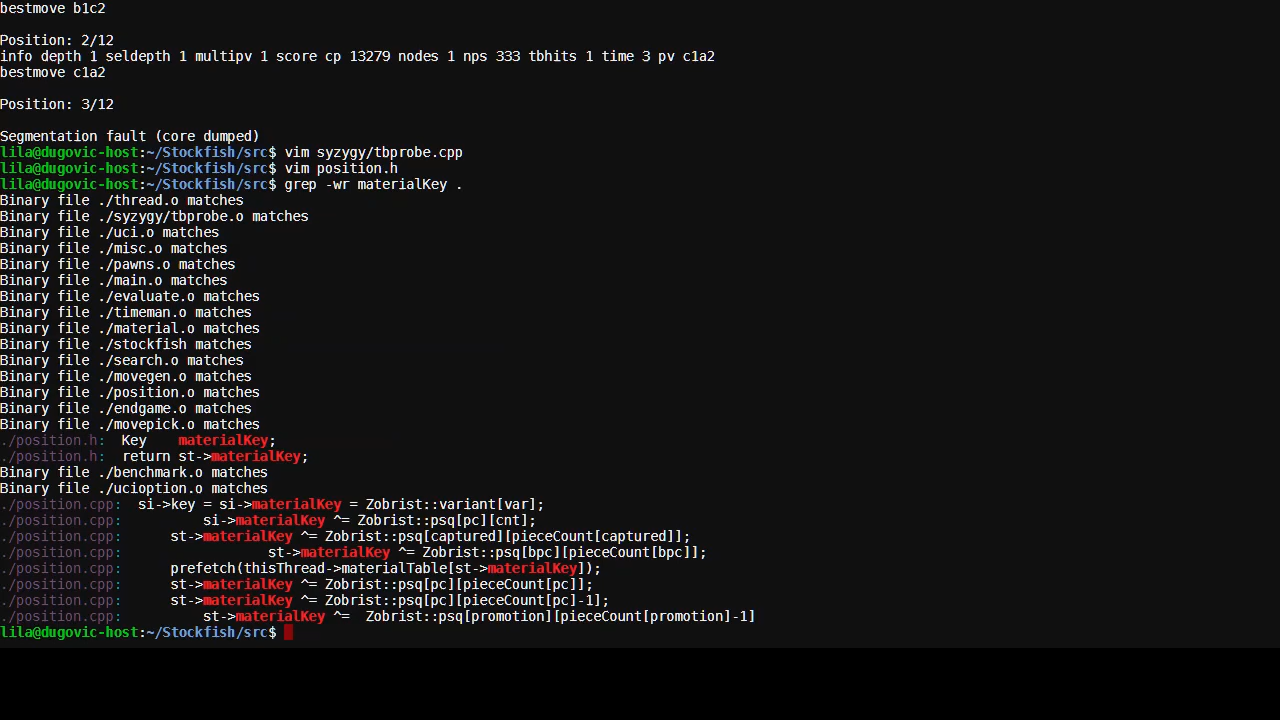 bestmove b1c2
Position: 2/12
info depth 1 seldepth 1 multipv 1 score cp 13279 nodes 1 nps 333 tbhits 1 time 3 pv c1a2
bestmove c1a2
Position: 3/12
Segmentation fault (core dumped)
lila@dugovic-host:~/Stockfish/src$ vim syzygy/tbprobe.cpp
lila@dugovic-host:~/Stockfish/src$ vim position.h
lila@dugovic-host:~/Stockfish/src$ grep -wr materialKey .
Binary file ./thread.o matches
Binary file ./syzygy/tbprobe.o matches
Binary file ./uci.o matches
Binary file ./misc.o matches
Binary file ./pawns.o matches
Binary file ./main.o matches
Binary file ./evaluate.o matches
Binary file ./timeman.o matches
Binary file ./material.o matches
Binary file ./stockfish matches
Binary file ./search.o matches
Binary file ./movegen.o matches
Binary file ./position.o matches
Binary file ./endgame.o matches
Binary file ./movepick.o matches
./position.h:  Key    materialKey;
./position.h:  return st->materialKey;
Binary file ./benchmark.o matches
Binary file ./ucioption.o matches
./position.cpp:  si->key = si->materialKey = Zobrist::variant[var];
./position.cpp:          si->materialKey ^= Zobrist::psq[pc][cnt];
./position.cpp:      st->materialKey ^= Zobrist::psq[captured][pieceCount[captured]];
./position.cpp:                  st->materialKey ^= Zobrist::psq[bpc][pieceCount[bpc]];
./position.cpp:      prefetch(thisThread->materialTable[st->materialKey]);
./position.cpp:      st->materialKey ^= Zobrist::psq[pc][pieceCount[pc]];
./position.cpp:      st->materialKey ^= Zobrist::psq[pc][pieceCount[pc]-1];
./position.cpp:          st->materialKey ^=  Zobrist::psq[promotion][pieceCount[promotion]-1]
lila@dugovic-host:~/Stockfish/src$